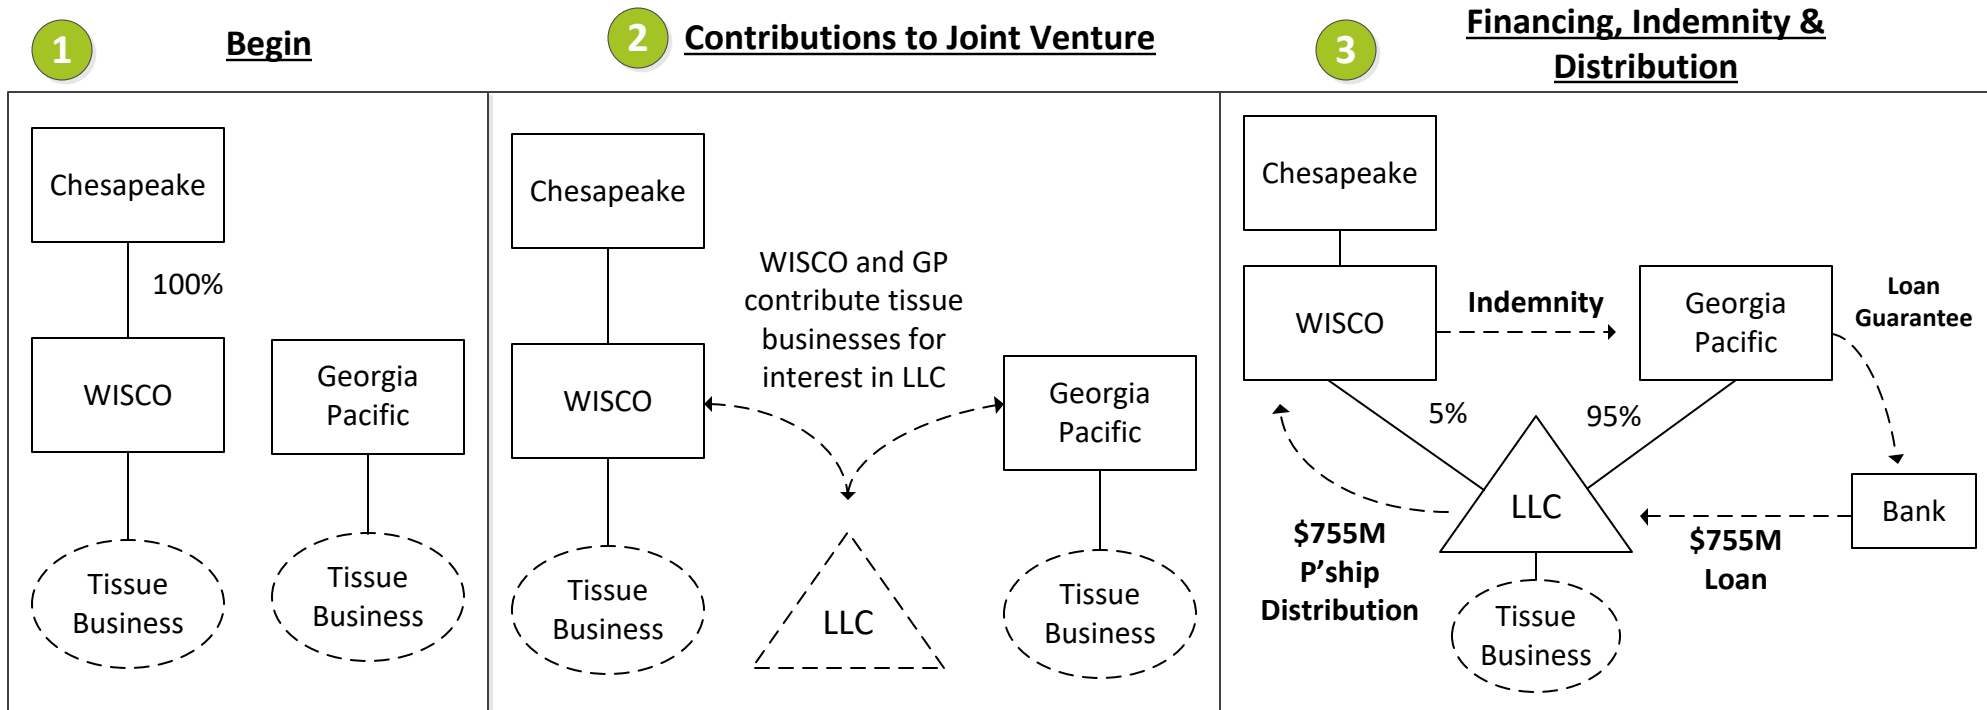 1
Begin
2
Contributions to Joint Venture
3
Financing, Indemnity &
Distribution
Chesapeake
100%
WISCO
Georgia
Pacific
Tissue
Business
Tissue
Business
Chesapeake
WISCO and GP
contribute tissue
businesses for
interest in LLC
WISCO
Georgia
Pacific
Tissue
Business
LLC
Tissue
Business
Chesapeake
WISCO
Indemnity
Georgia
Pacific
Loan
Guarantee
5%
95%
LLC
Bank
$755M
P'ship
Distribution
$755M
Loan
Tissue
Business